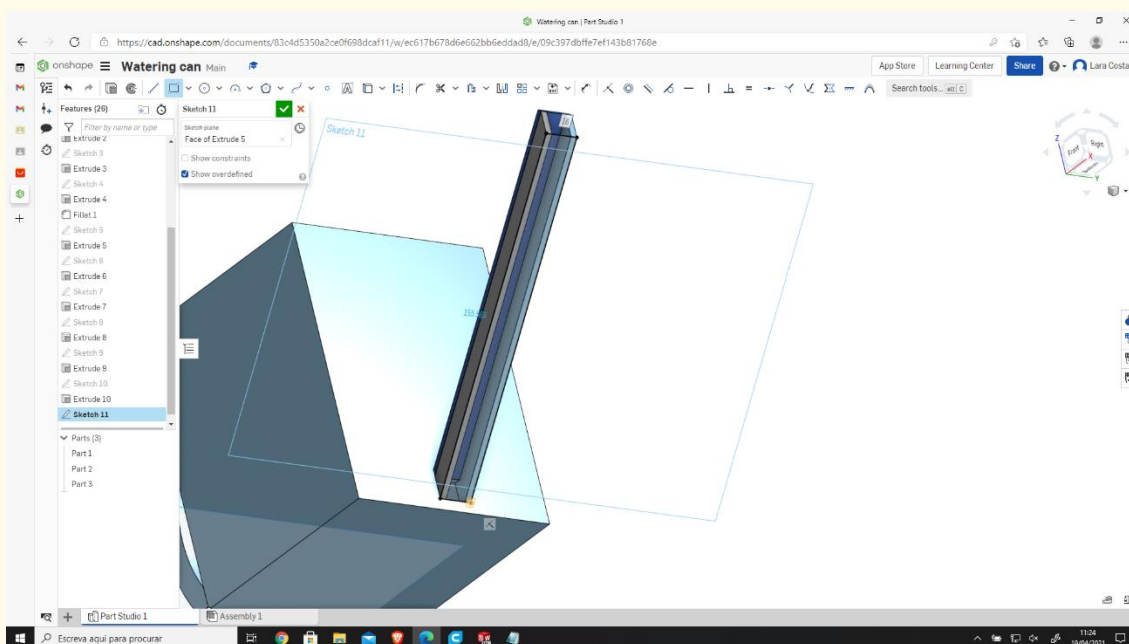 Watering can | Part Studio 1
https://cad.onshape.com/documents/83c4d5350a2ce0f698dcaf11/w/ec617b678d6e662bb6eddad8/e/09c397dbffe7ef143b81768e
onshape Watering can Main
App Store Learning Center Share Lara Costa
Search tools... alt C
Features (26)
Filter by name or type
Extrude 2
Sketch 3
Extrude 3
Sketch 4
Extrude 4
Fillet 1
Sketch 5
Extrude 5
Sketch 6
Extrude 6
Sketch 7
Extrude 7
Sketch 8
Extrude 8
Sketch 9
Extrude 9
Sketch 10
Extrude 10
Sketch 11
Parts (3)
Part 1
Part 2
Part 3
Sketch 11
Sketch plane
Face of Extrude 5
Show constraints
Show overdefined
Sketch 11
Z
Front
Right
X
Y
Part Studio 1
Assembly 1
Escreva aqui para procurar
11:24
19/04/2021